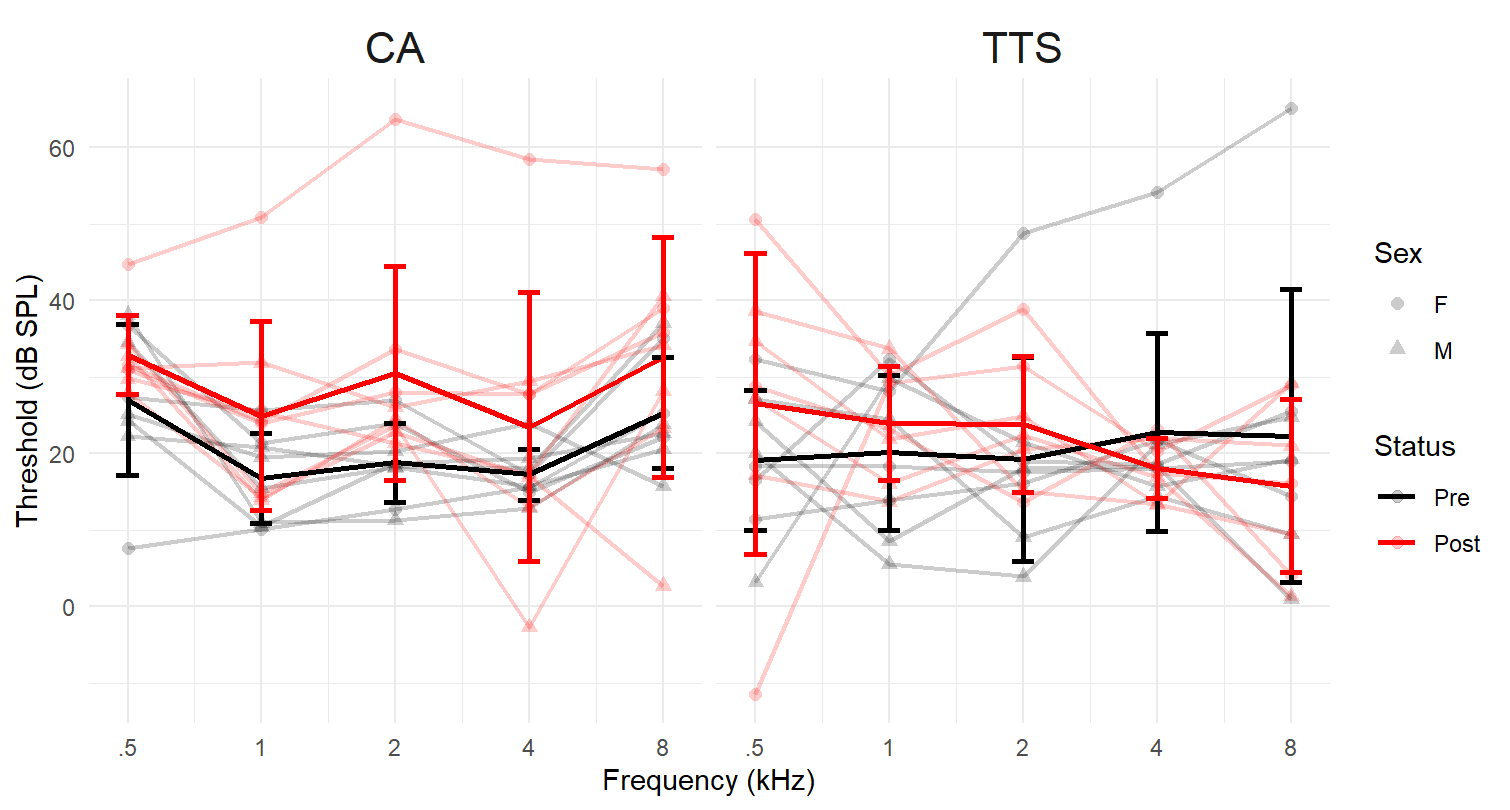 CA
TTS
Threshold (dB SPL)
60
40
20
0
.5 1 2 4 8
.5 1 2 4 8
Frequency (kHz)
Sex
F
M
Status
Pre
Post